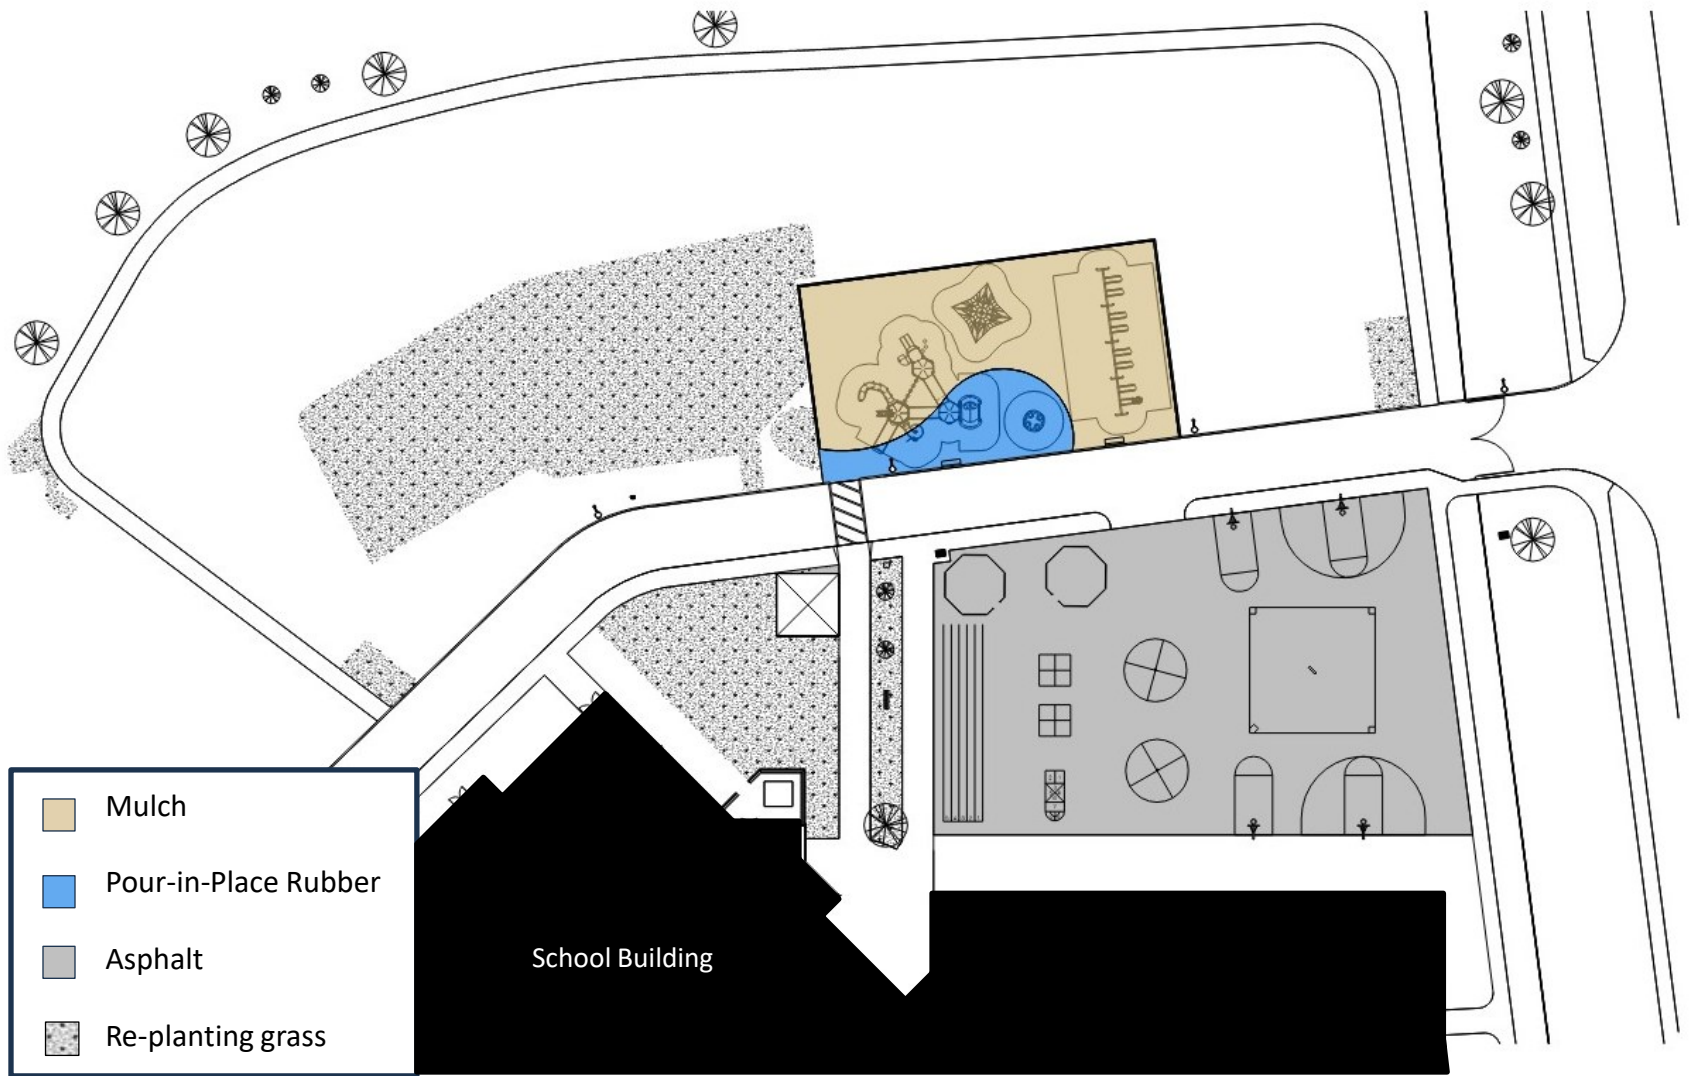 Mulch
Pour-in-Place Rubber
Asphalt
Re-planting grass
School Building